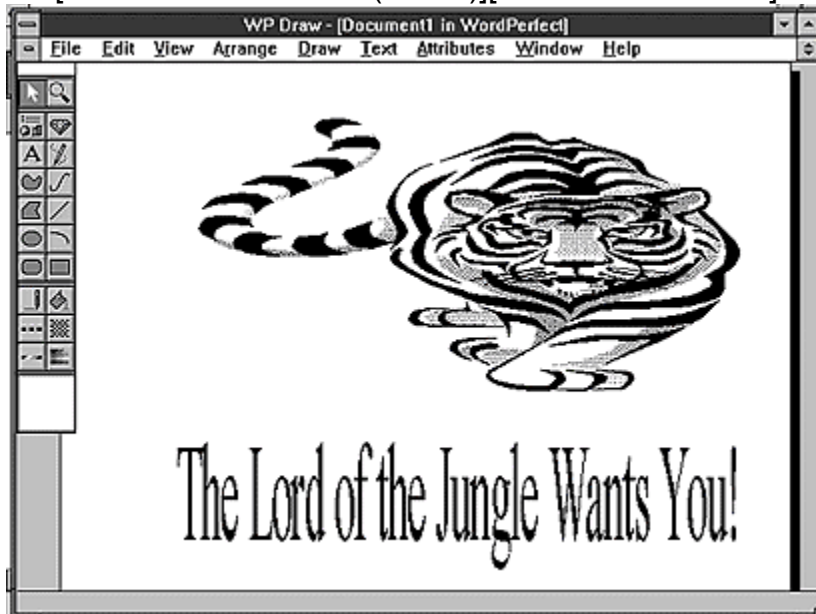 WP Draw - [Document1 in WordPerfect]
File Edit View Arrange Draw Text Attributes Window Help
A
The Lord of the Jungle Wants You!